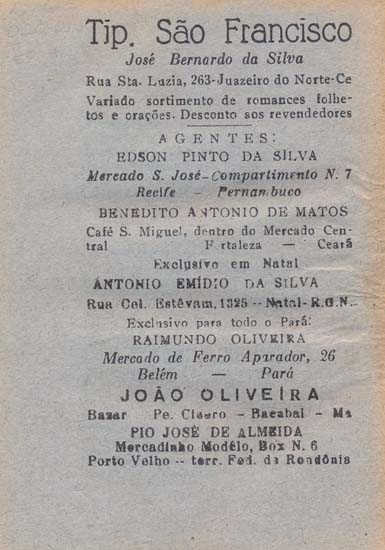 Tip. São Francisco
José Bernardo da Silva
Rua Sta. Luzia, 263-Juazeiro do Norte-Ce
Variado sortimento de romances folhe-
tos e orações. Desconto aos revendedores
AGENTES:
EDSON PINTO DA SILVA
Mercado S. José-Compartimento N. 7
Recife - Pernambuco
BENEDITO ANTONIO DE MATOS
Café S. Miguel, dentro do Mercado Cen-
tral Fortaleza — Ceará
Exclusivo em Natal
ANTONIO EMÍDIO DA SILVA
Rua Cel. Estêvam, 1325 -- Natal-R.G.N.
Exclusivo para todo o Pará:
RAIMUNDO OLIVEIRA
Mercado de Ferro Aparador, 26
Belém — Pará
JOÃO OLIVEIRA
Bazar Pe. Cícero - Bacabal - Ma
PIO JOSÉ DE ALMEIDA
Mercadinho Modêlo, Box N. 6
Porto Velho -- terr. Fed. de Rondônia